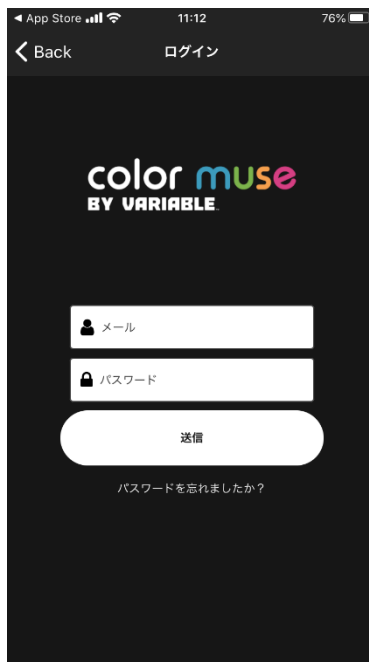 App Store 11:12 76%
Back ログイン
color muse
BY VARIABLE
メール
パスワード
送信
パスワードを忘れましたか？